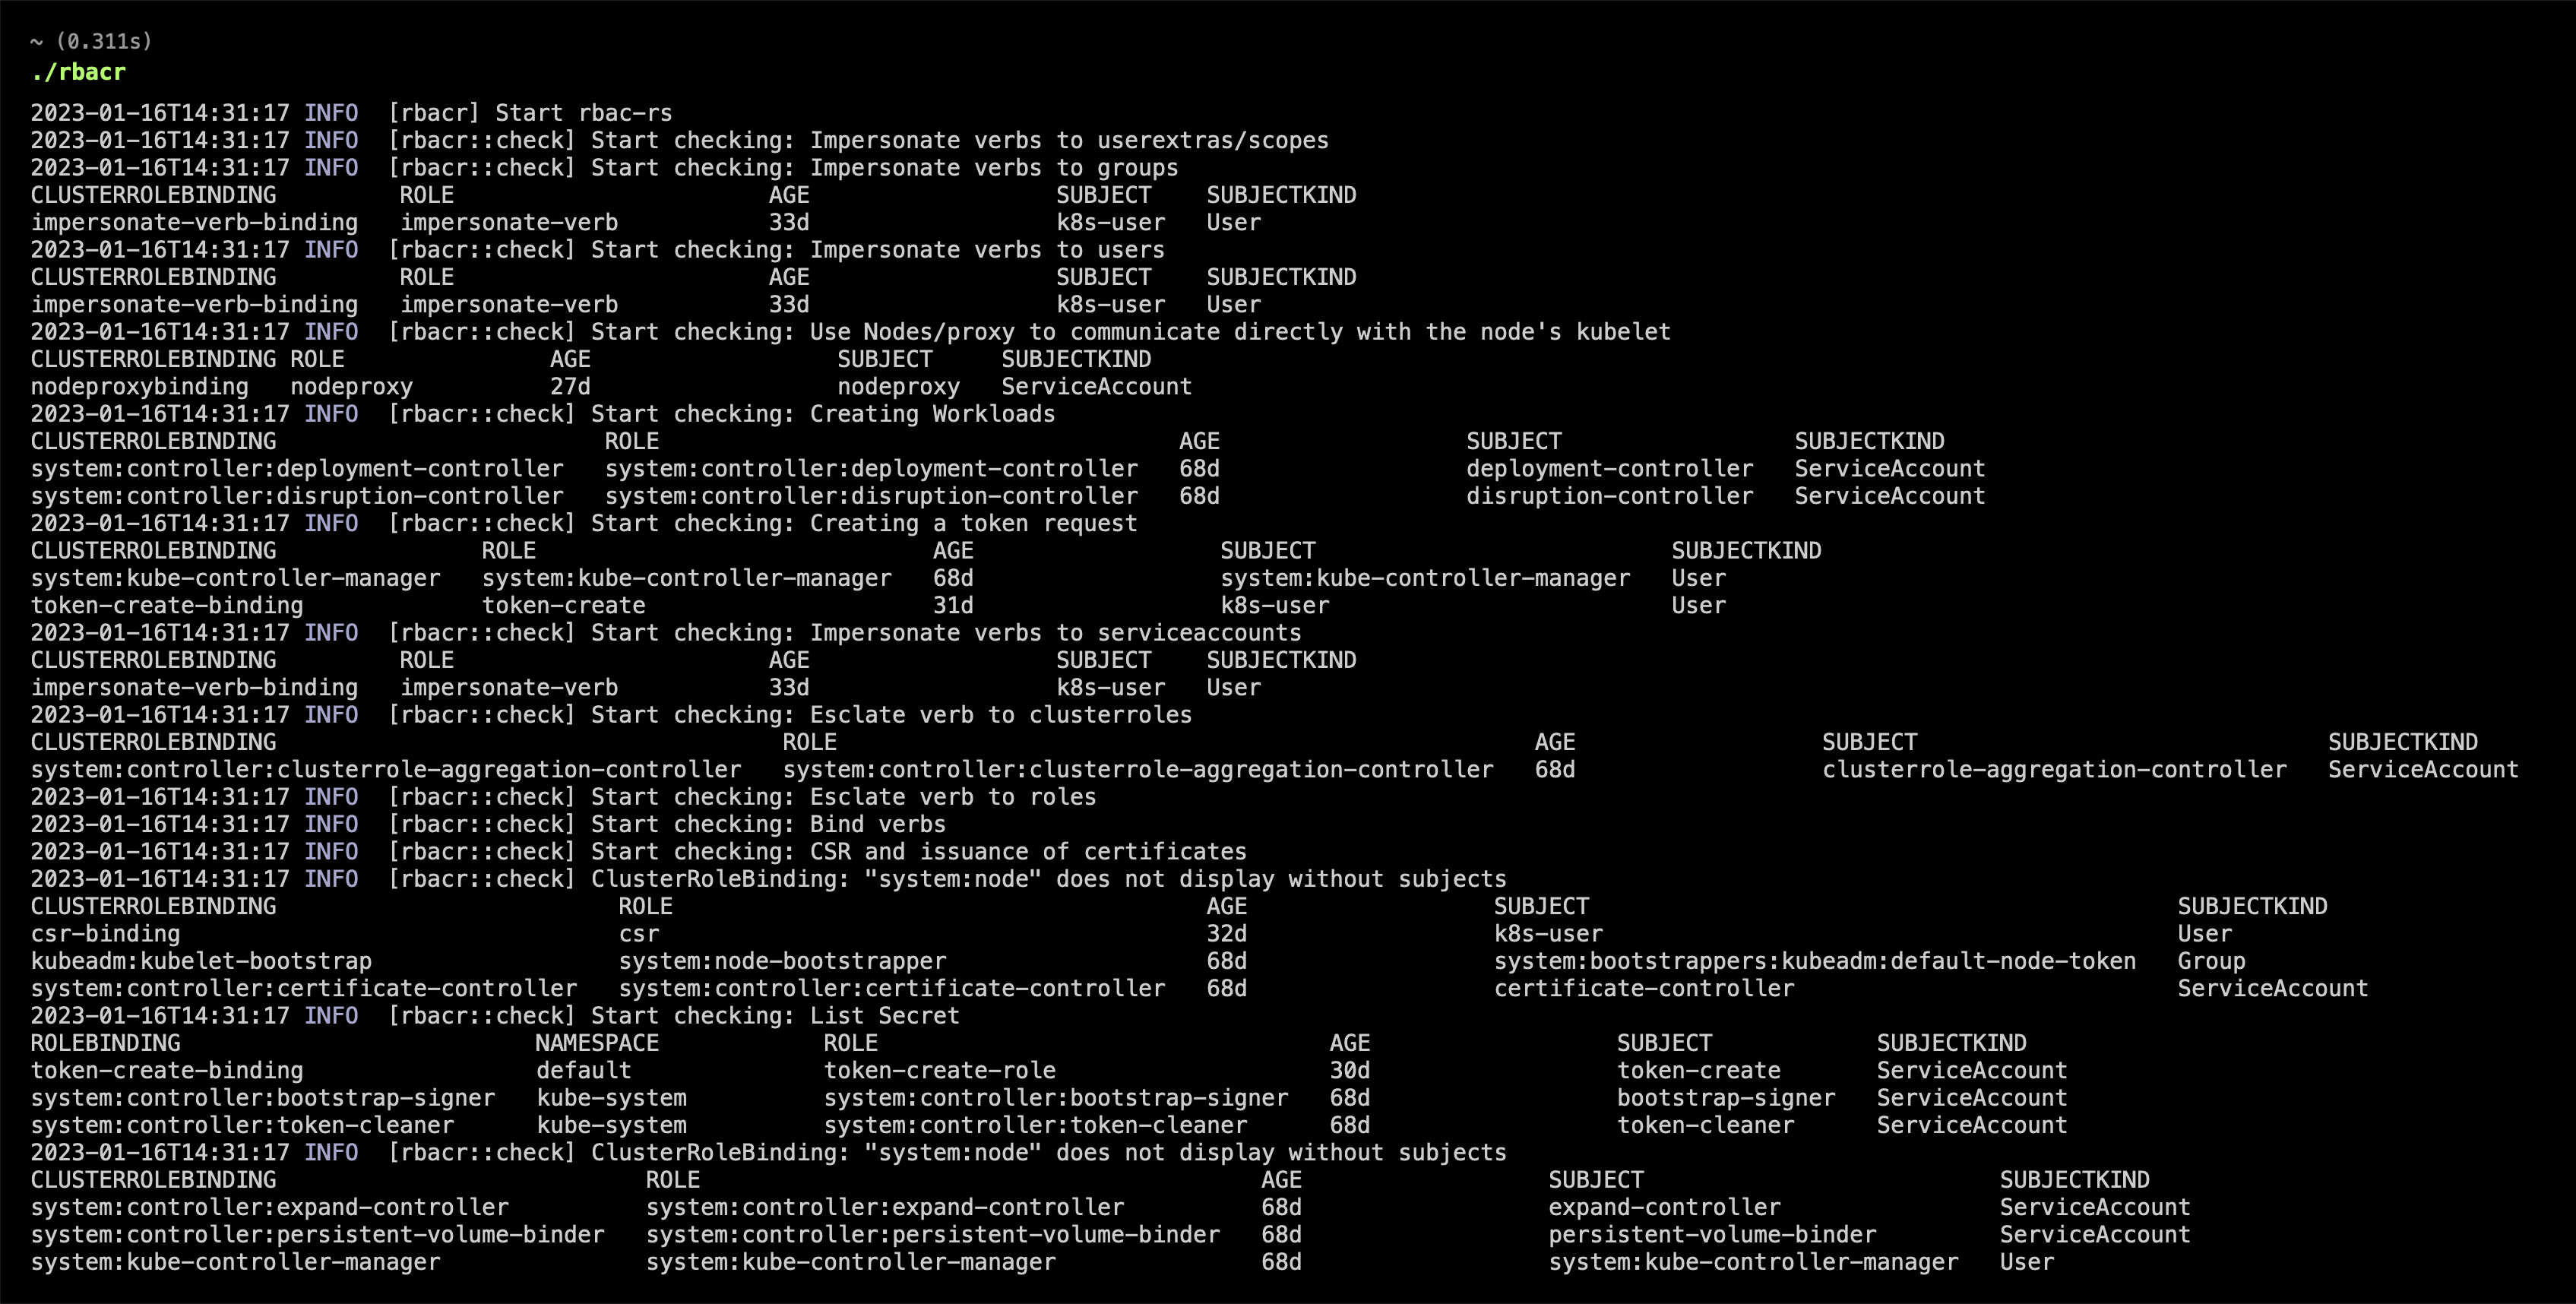 ~ (0.311s)
./rbacr
2023-01-16T14:31:17 INFO  [rbacr] Start rbac-rs
2023-01-16T14:31:17 INFO  [rbacr::check] Start checking: Impersonate verbs to userextras/scopes
2023-01-16T14:31:17 INFO  [rbacr::check] Start checking: Impersonate verbs to groups
CLUSTERROLEBINDING         ROLE                       AGE                  SUBJECT    SUBJECTKIND
impersonate-verb-binding   impersonate-verb           33d                  k8s-user   User
2023-01-16T14:31:17 INFO  [rbacr::check] Start checking: Impersonate verbs to users
CLUSTERROLEBINDING         ROLE                       AGE                  SUBJECT    SUBJECTKIND
impersonate-verb-binding   impersonate-verb           33d                  k8s-user   User
2023-01-16T14:31:17 INFO  [rbacr::check] Start checking: Use Nodes/proxy to communicate directly with the node's kubelet
CLUSTERROLEBINDING ROLE               AGE                  SUBJECT     SUBJECTKIND
nodeproxybinding   nodeproxy          27d                  nodeproxy   ServiceAccount
2023-01-16T14:31:17 INFO  [rbacr::check] Start checking: Creating Workloads
CLUSTERROLEBINDING                        ROLE                                      AGE                  SUBJECT                 SUBJECTKIND
system:controller:deployment-controller   system:controller:deployment-controller   68d                  deployment-controller   ServiceAccount
system:controller:disruption-controller   system:controller:disruption-controller   68d                  disruption-controller   ServiceAccount
2023-01-16T14:31:17 INFO  [rbacr::check] Start checking: Creating a token request
CLUSTERROLEBINDING               ROLE                             AGE                  SUBJECT                          SUBJECTKIND
system:kube-controller-manager   system:kube-controller-manager   68d                  system:kube-controller-manager   User
token-create-binding             token-create                     31d                  k8s-user                         User
2023-01-16T14:31:17 INFO  [rbacr::check] Start checking: Impersonate verbs to serviceaccounts
CLUSTERROLEBINDING         ROLE                       AGE                  SUBJECT    SUBJECTKIND
impersonate-verb-binding   impersonate-verb           33d                  k8s-user   User
2023-01-16T14:31:17 INFO  [rbacr::check] Start checking: Esclate verb to clusterroles
CLUSTERROLEBINDING                                     ROLE                                                   AGE                  SUBJECT                              SUBJECTKIND
system:controller:clusterrole-aggregation-controller   system:controller:clusterrole-aggregation-controller   68d                  clusterrole-aggregation-controller   ServiceAccount
2023-01-16T14:31:17 INFO  [rbacr::check] Start checking: Esclate verb to roles
2023-01-16T14:31:17 INFO  [rbacr::check] Start checking: Bind verbs
2023-01-16T14:31:17 INFO  [rbacr::check] Start checking: CSR and issuance of certificates
2023-01-16T14:31:17 INFO  [rbacr::check] ClusterRoleBinding: "system:node" does not display without subjects
CLUSTERROLEBINDING                         ROLE                                       AGE                  SUBJECT                                           SUBJECTKIND
csr-binding                                csr                                        32d                  k8s-user                                          User
kubeadm:kubelet-bootstrap                  system:node-bootstrapper                   68d                  system:bootstrappers:kubeadm:default-node-token   Group
system:controller:certificate-controller   system:controller:certificate-controller   68d                  certificate-controller                            ServiceAccount
2023-01-16T14:31:17 INFO  [rbacr::check] Start checking: List Secret
ROLEBINDING                          NAMESPACE            ROLE                                 AGE                  SUBJECT            SUBJECTKIND
token-create-binding                 default              token-create-role                    30d                  token-create       ServiceAccount
system:controller:bootstrap-signer   kube-system          system:controller:bootstrap-signer   68d                  bootstrap-signer   ServiceAccount
system:controller:token-cleaner      kube-system          system:controller:token-cleaner      68d                  token-cleaner      ServiceAccount
2023-01-16T14:31:17 INFO  [rbacr::check] ClusterRoleBinding: "system:node" does not display without subjects
CLUSTERROLEBINDING                           ROLE                                         AGE                  SUBJECT                          SUBJECTKIND
system:controller:expand-controller          system:controller:expand-controller          68d                  expand-controller                ServiceAccount
system:controller:persistent-volume-binder   system:controller:persistent-volume-binder   68d                  persistent-volume-binder         ServiceAccount
system:kube-controller-manager               system:kube-controller-manager               68d                  system:kube-controller-manager   User